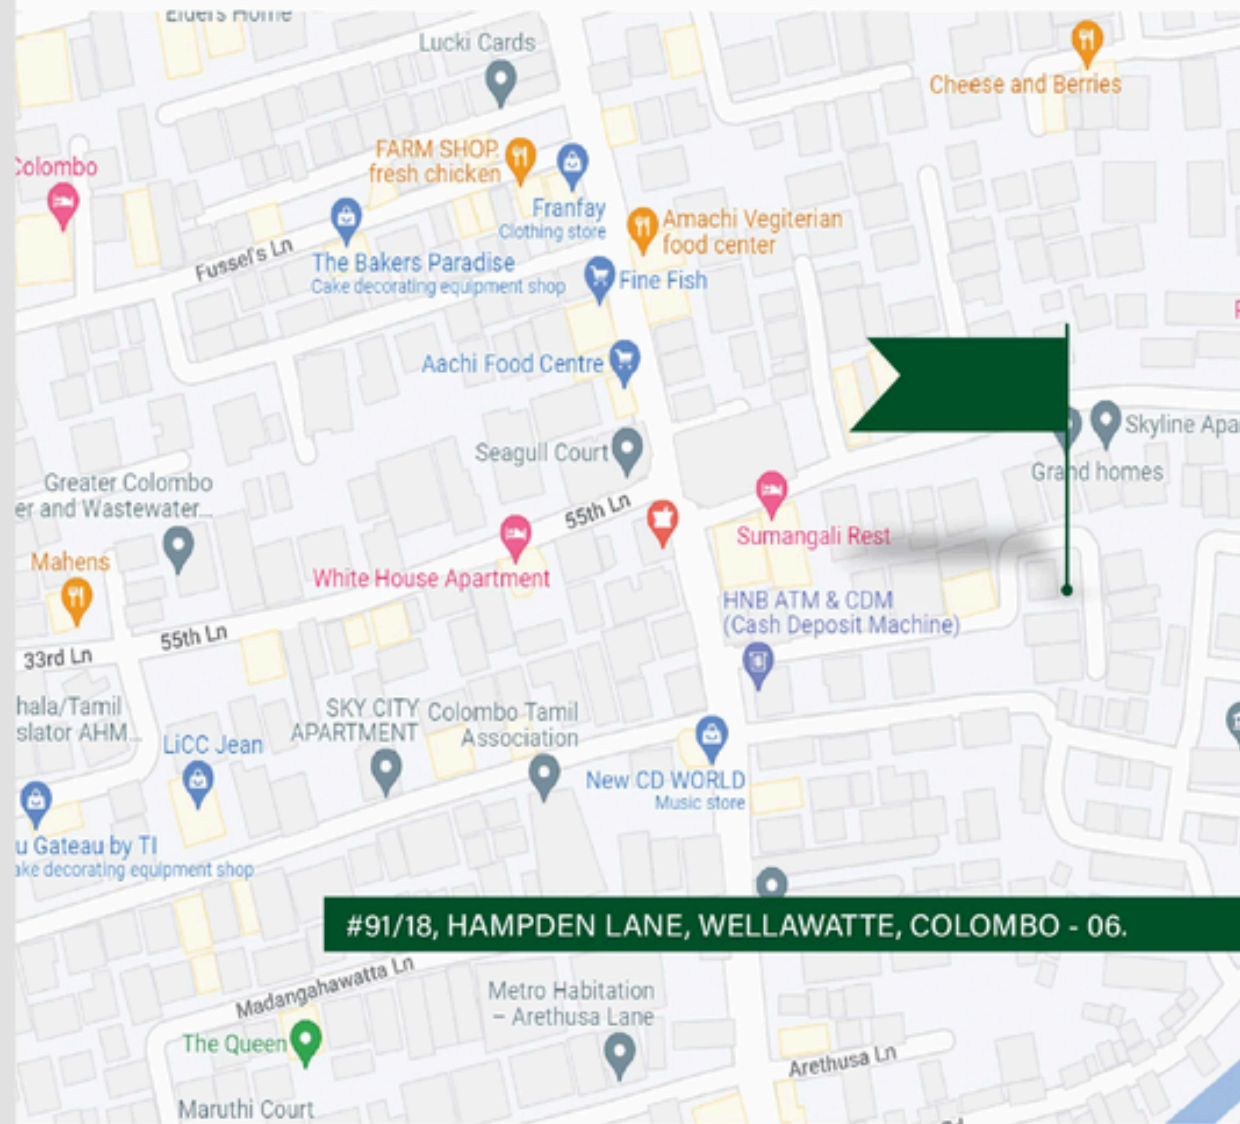 Elders Home
Lucki Cards
Cheese and Berries
FARM SHOP.
fresh chicken
Colombo
Franfay
Clothing store
Amachi Vegiterian
food center
Fussel's Ln
The Bakers Paradise
Cake decorating equipment shop
Fine Fish
Aachi Food Centre
Skyline Apa
Seagull Court
Grand homes
Greater Colombo
er and Wastewater...
55th Ln
Sumangali Rest
Mahens
White House Apartment
HNB ATM & CDM
(Cash Deposit Machine)
55th Ln
33rd Ln
hala/Tamil
slator AHM...
SKY CITY
APARTMENT
Colombo Tamil
Association
LiCC Jean
New CD WORLD
Music store
u Gateau by TI
ake decorating equipment shop
#91/18, HAMPDEN LANE, WELLAWATTE, COLOMBO - 06.
Madangahawatta Ln
Metro Habitation
– Arethusa Lane
The Queen
Arethusa Ln
Maruthi Court